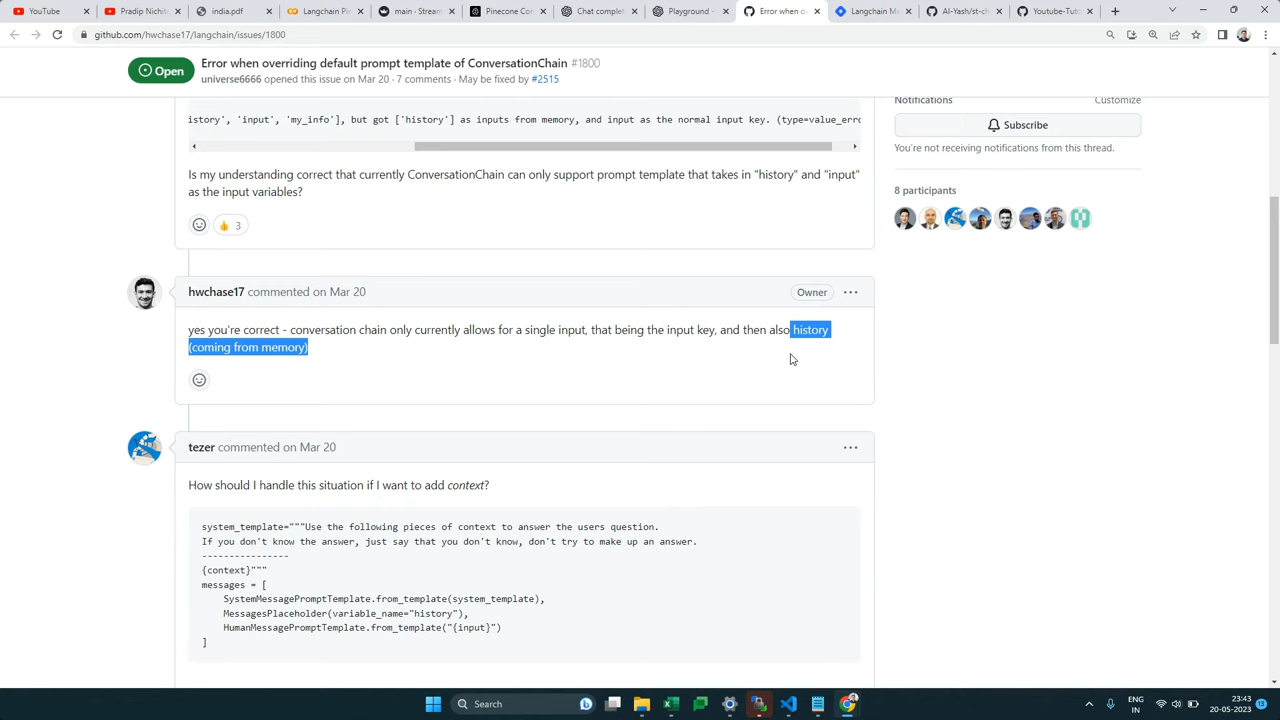 YouTube
Pradip Nichite
india.pdf
Langchain Pi
main - Stream
Pinecone Con
Chat complet
Playground -
Error when o
Langchain Me
AI-Yash/st-ch
Youtube-Tuto
github.com/hwchase17/langchain/issues/1800
Open
Error when overriding default prompt template of ConversationChain #1800
universe6666 opened this issue on Mar 20 · 7 comments · May be fixed by #2515
istory', 'input', 'my_info'], but got ['history'] as inputs from memory, and input as the normal input key. (type=value_erro
Is my understanding correct that currently ConversationChain can only support prompt template that takes in "history" and "input"
as the input variables?
👍 3
Notifications
Customize
Subscribe
You're not receiving notifications from this thread.
8 participants
hwchase17 commented on Mar 20
Owner
yes you're correct - conversation chain only currently allows for a single input, that being the input key, and then also history
(coming from memory)
tezer commented on Mar 20
How should I handle this situation if I want to add context?
system_template="""Use the following pieces of context to answer the users question.
If you don't know the answer, just say that you don't know, don't try to make up an answer.
----------------
{context}"""
messages = [
SystemMessagePromptTemplate.from_template(system_template),
MessagesPlaceholder(variable_name="history"),
HumanMessagePromptTemplate.from_template("{input}")
]
Search
ENG
IN
23:43
20-05-2023
13